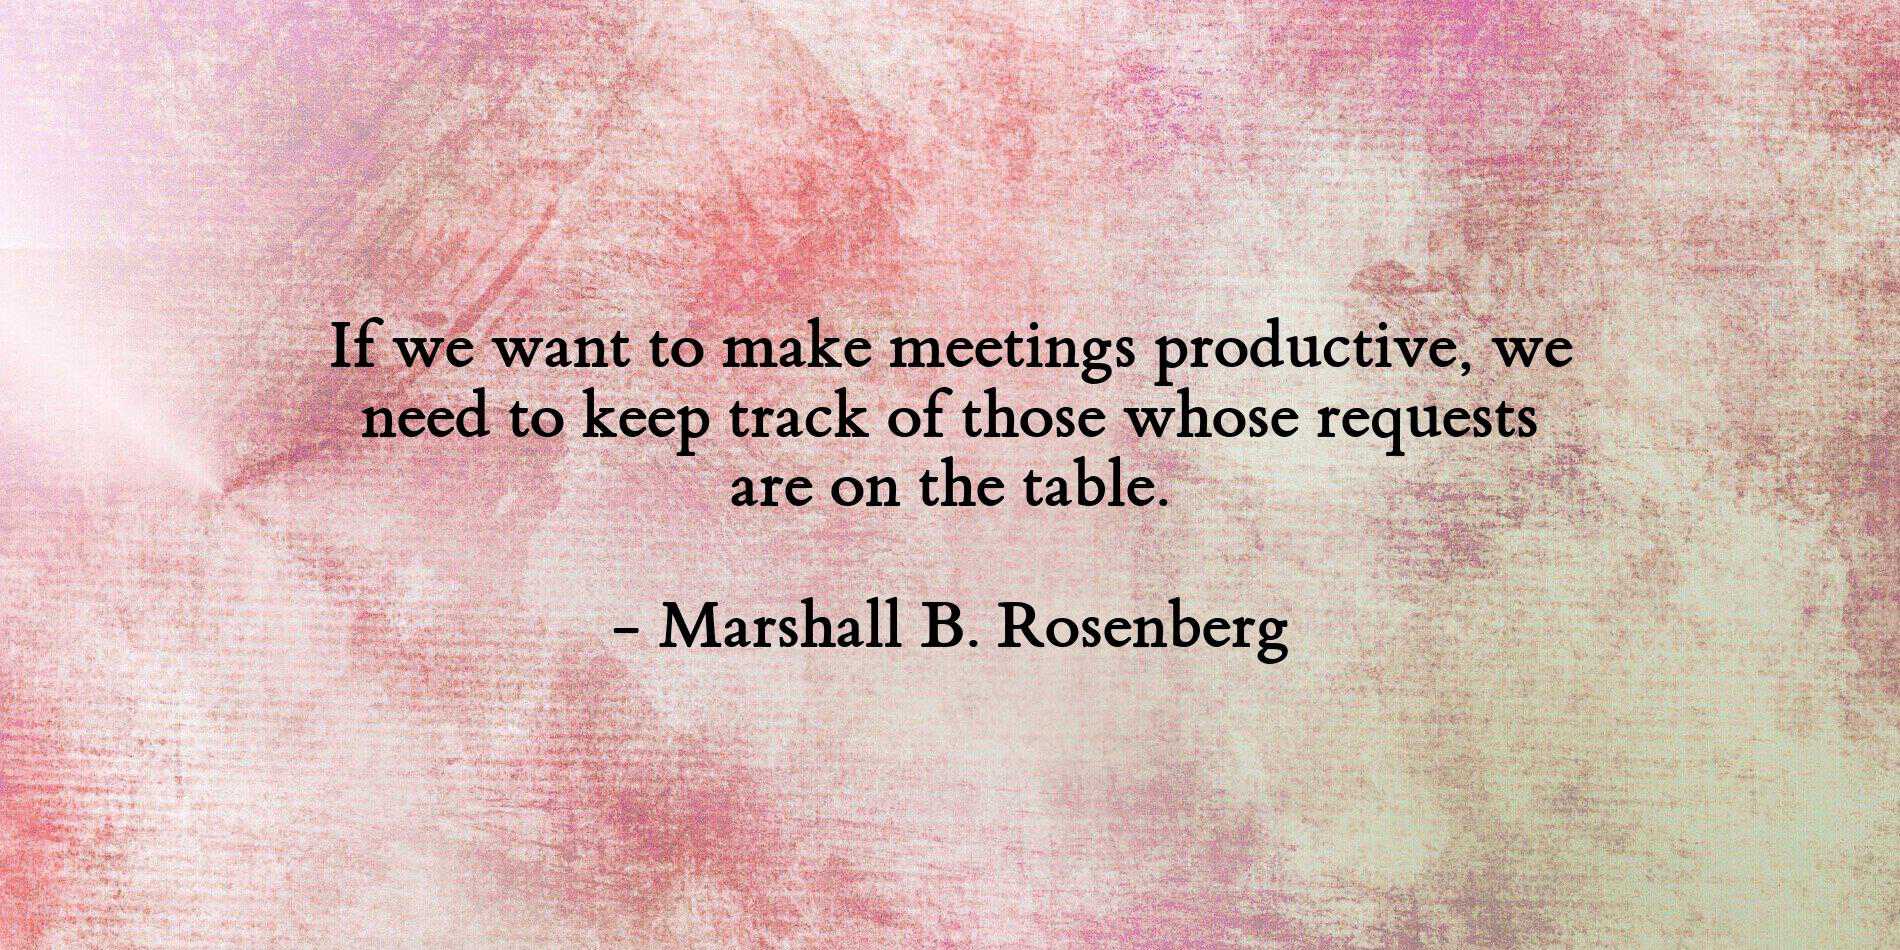 If we want to make meetings productive, we
need to keep track of those whose requests
are on the table.
- Marshall B. Rosenberg